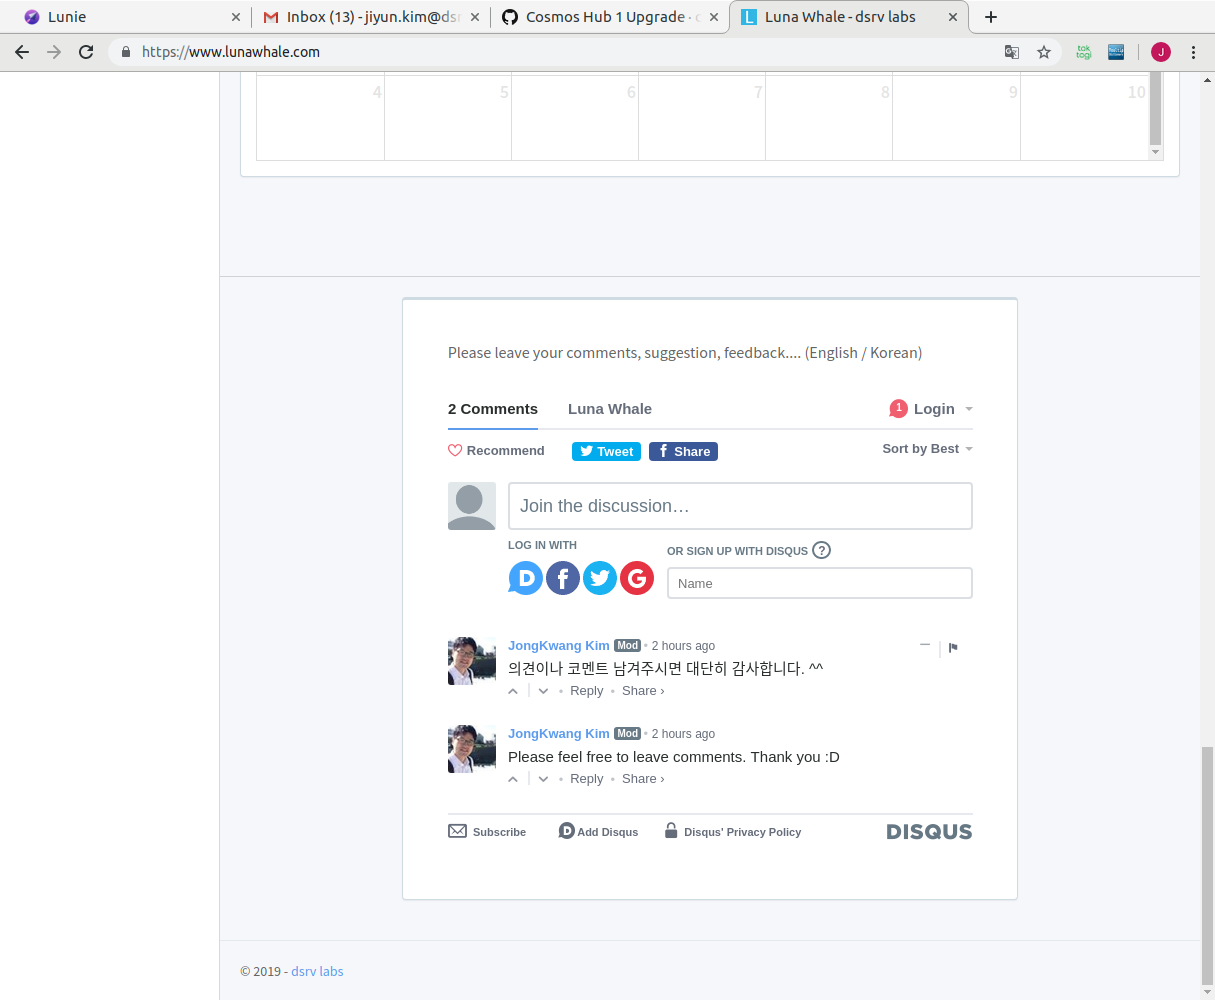 Lunie
Inbox (13) - jiyun.kim@ds
Cosmos Hub 1 Upgrade ·
Luna Whale - dsrv labs
https://www.lunawhale.com
tok
togi
J
4 5 6 7 8 9 10
Please leave your comments, suggestion, feedback.... (English / Korean)
2 Comments
Luna Whale
1 Login
Recommend
Tweet
Share
Sort by Best
Join the discussion…
LOG IN WITH
OR SIGN UP WITH DISQUS ?
Name
JongKwang Kim Mod • 2 hours ago
의견이나 코멘트 남겨주시면 대단히 감사합니다. ^^
• Reply • Share ›
JongKwang Kim Mod • 2 hours ago
Please feel free to leave comments. Thank you :D
• Reply • Share ›
Subscribe
Add Disqus
Disqus' Privacy Policy
DISQUS
© 2019 - dsrv labs